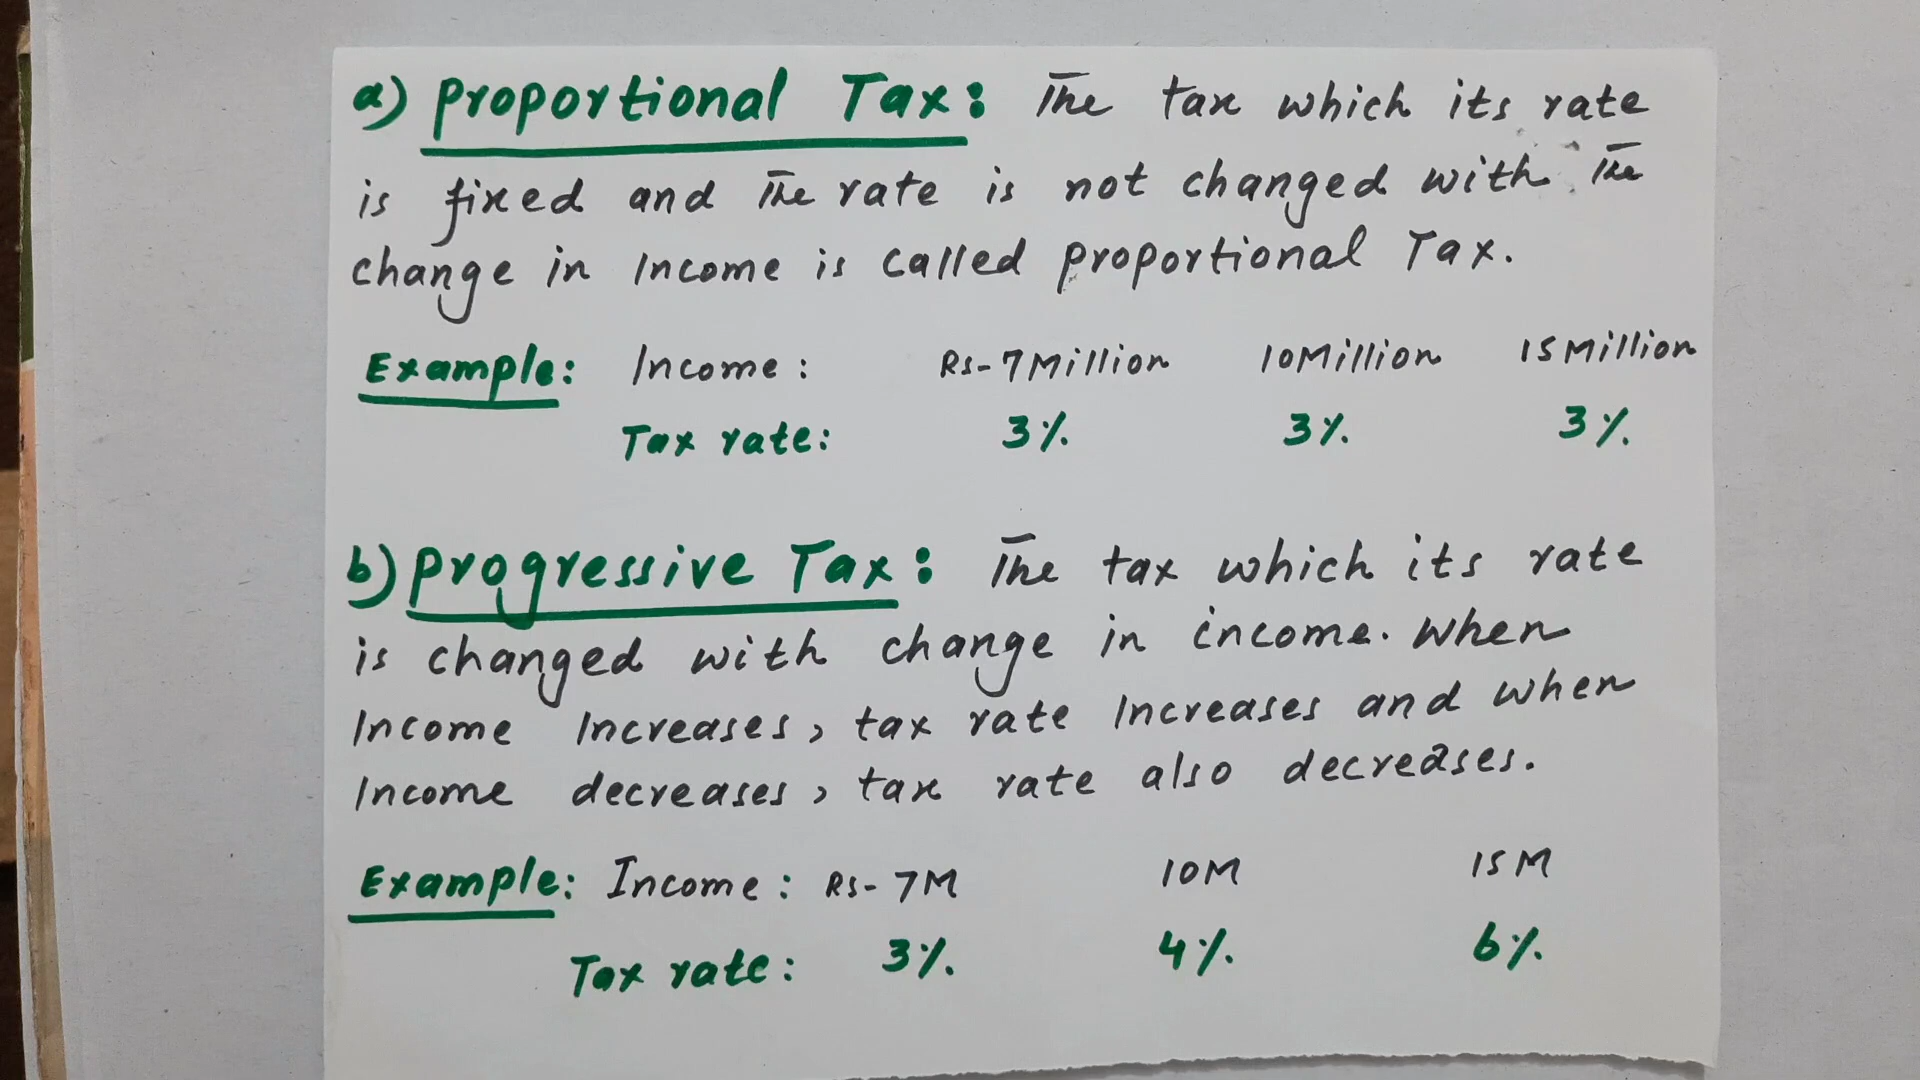 a) Proportional Tax: The tax which its rate
is fixed and The rate is not changed with The
change in Income is called proportional Tax.
Example: Income: Rs-7Million 10Million 15Million
Tax rate: 3% 3% 3%
b) Progressive Tax: The tax which its rate
is changed with change in income. When
Income Increases, tax rate Increases and when
Income decreases, tax rate also decreases.
Example: Income: Rs-7M 10M 15M
Tax rate: 3% 4% 6%